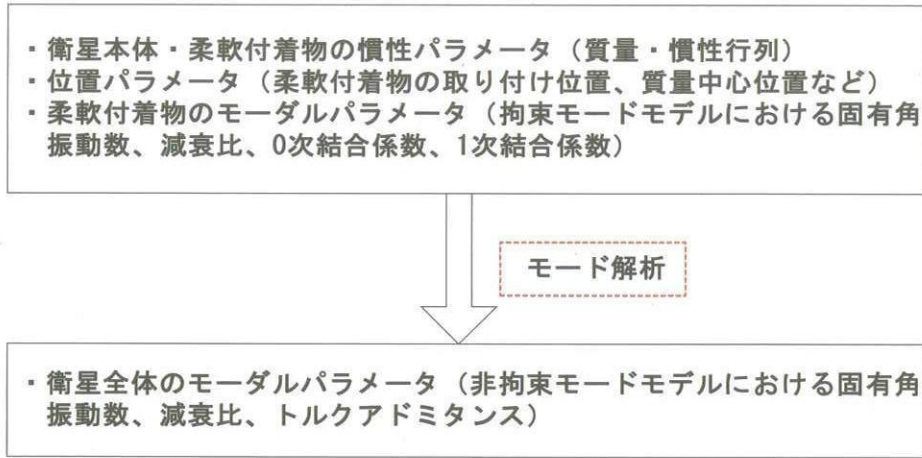 ・衛星本体・柔軟付着物の慣性パラメータ（質量・慣性行列）
・位置パラメータ（柔軟付着物の取り付け位置、質量中心位置など）
・柔軟付着物のモーダルパラメータ（拘束モードモデルにおける固有角
振動数、減衰比、0次結合係数、1次結合係数）
モード解析
・衛星全体のモーダルパラメータ（非拘束モードモデルにおける固有角
振動数、減衰比、トルクアドミタンス）